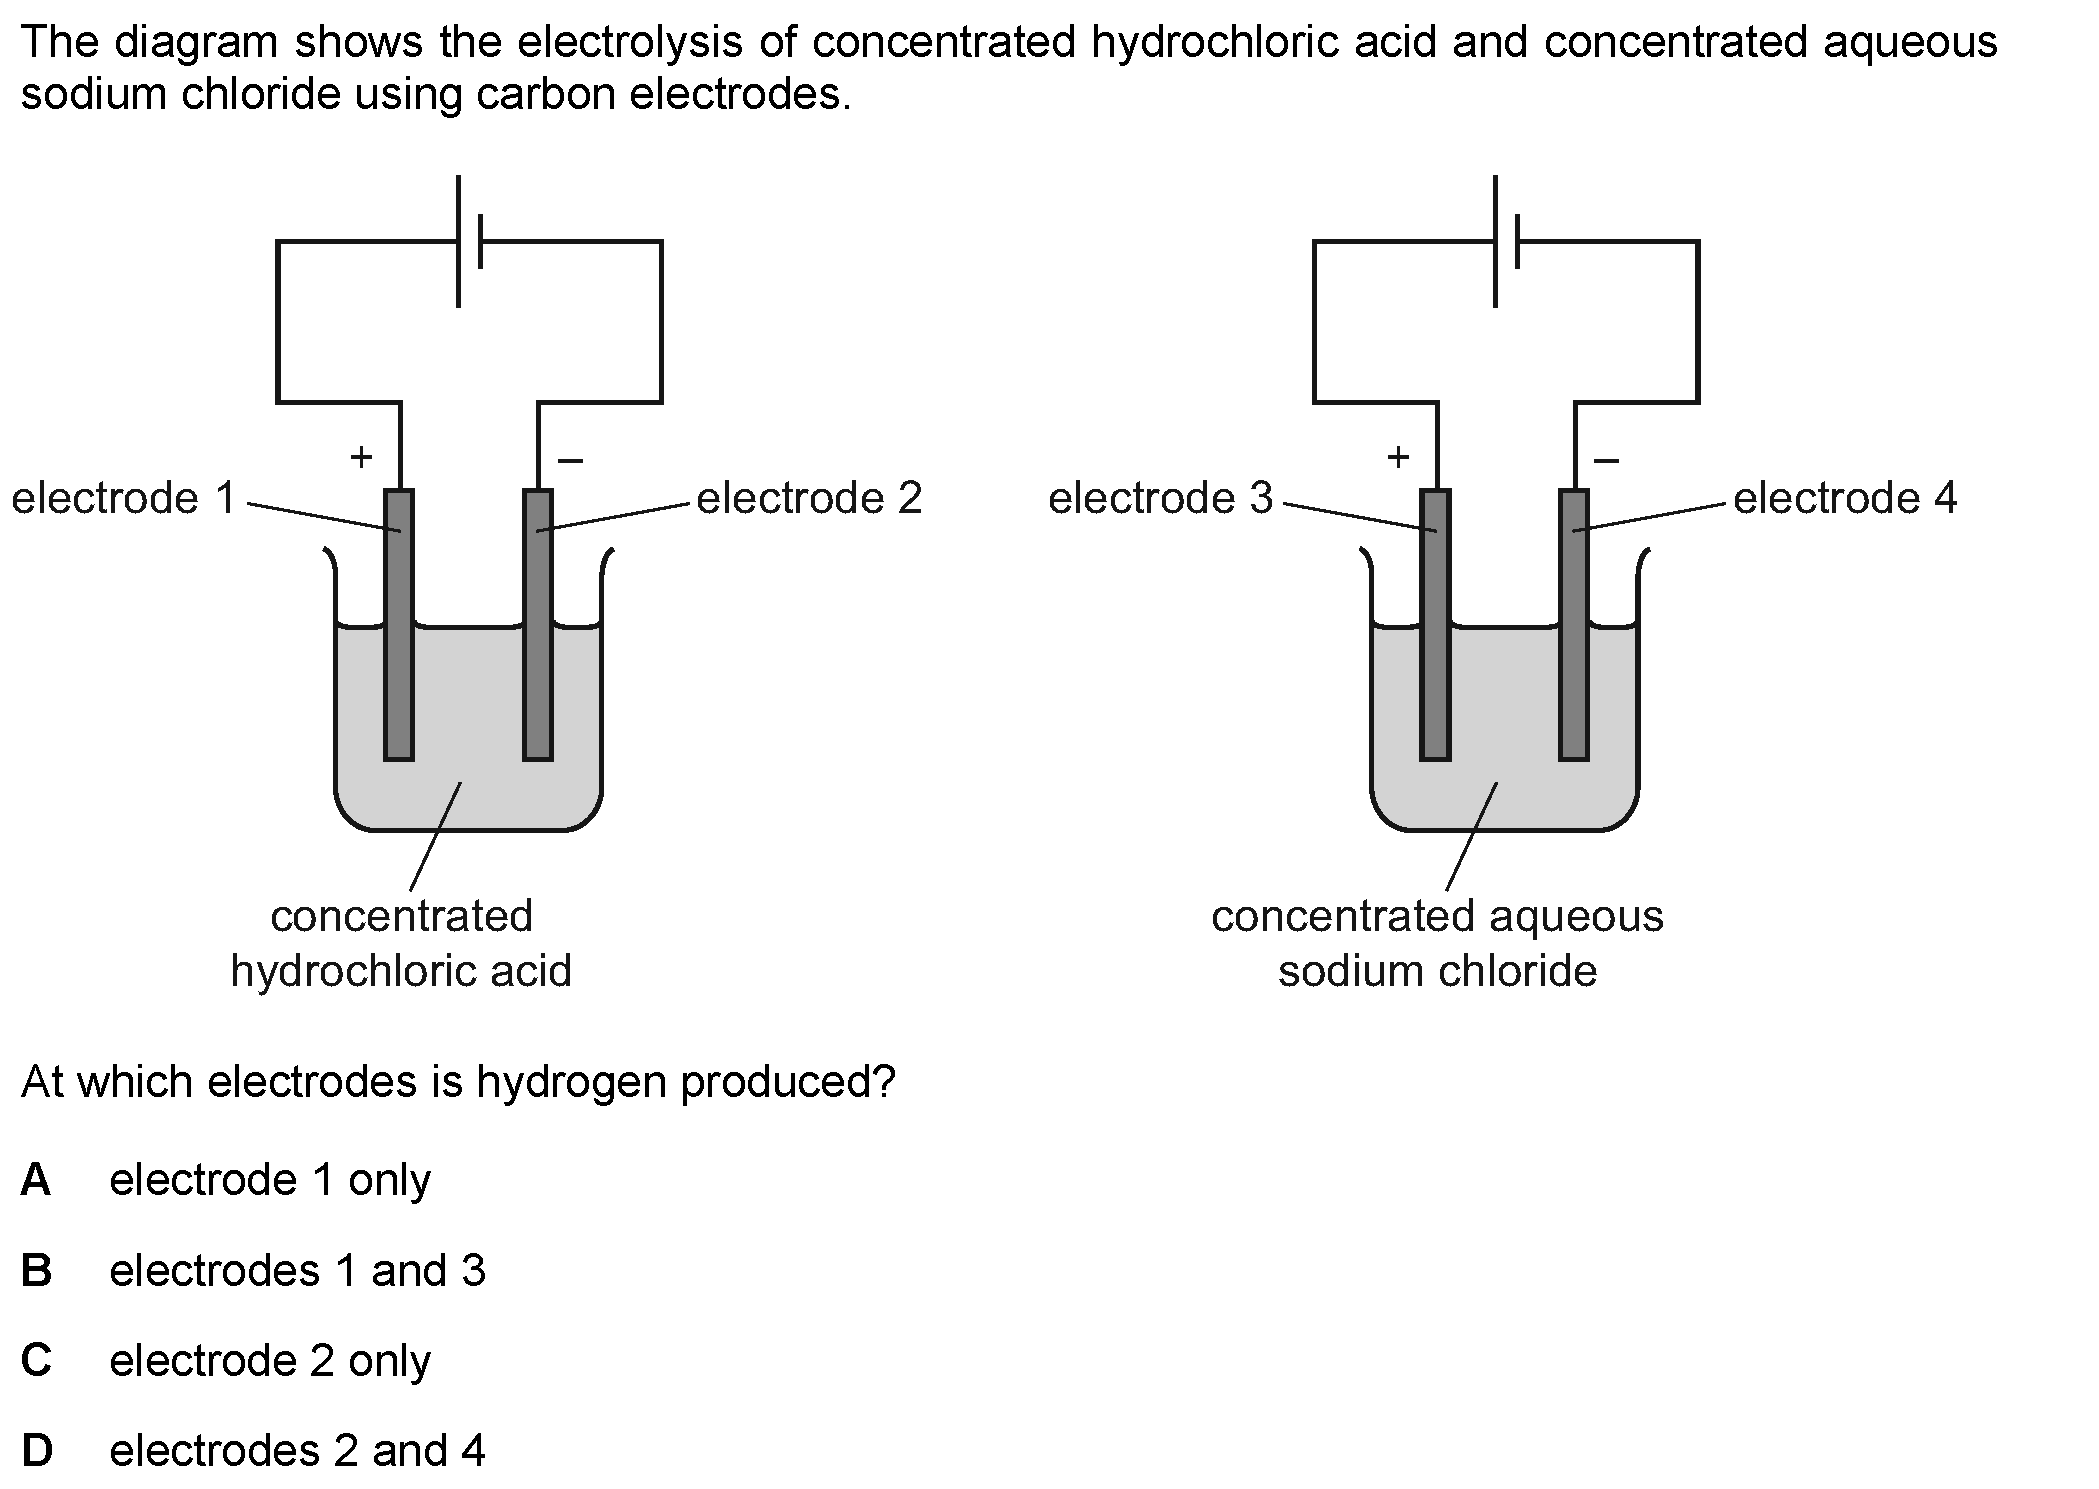 The diagram shows the electrolysis of concentrated hydrochloric acid and concentrated aqueous
sodium chloride using carbon electrodes.
+
–
+
–
electrode 1
electrode 2
electrode 3
electrode 4
concentrated
hydrochloric acid
concentrated aqueous
sodium chloride
At which electrodes is hydrogen produced?
A electrode 1 only
B electrodes 1 and 3
C electrode 2 only
D electrodes 2 and 4